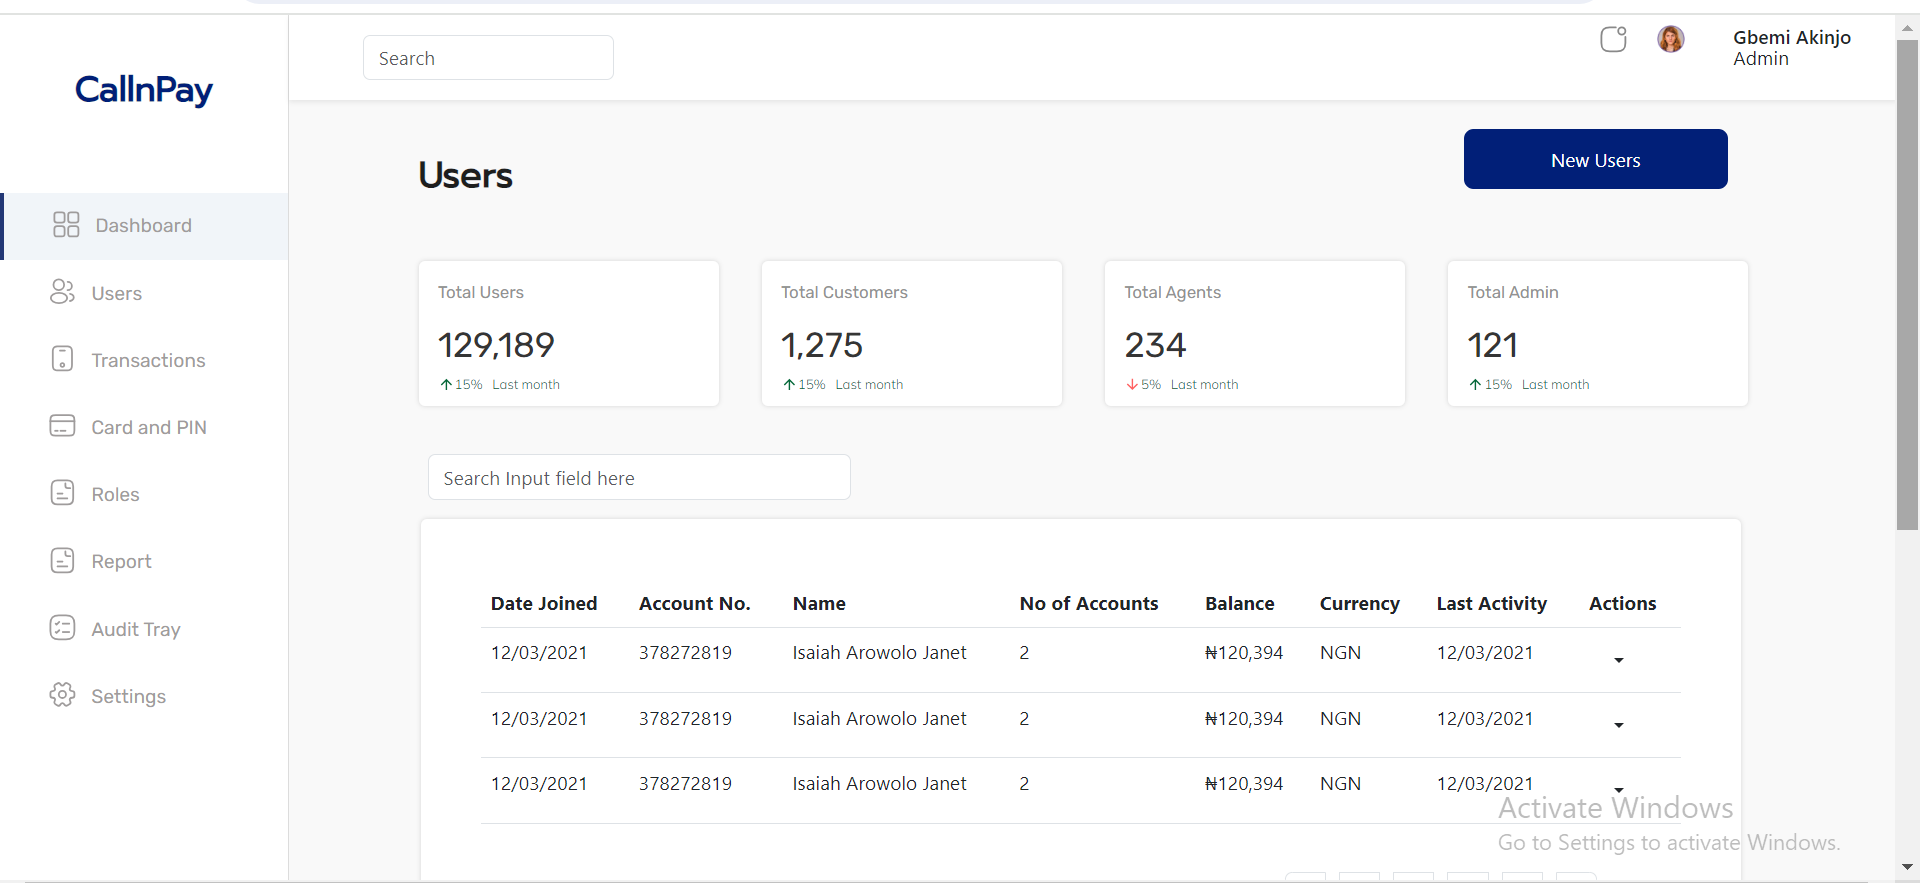 Search
Gbemi Akinjo
Admin
CallnPay
Dashboard
Users
Transactions
Card and PIN
Roles
Report
Audit Tray
Settings
Users
New Users
Total Users
129,189
15% Last month
Total Customers
1,275
15% Last month
Total Agents
234
5% Last month
Total Admin
121
15% Last month
Search Input field here
Date Joined Account No. Name No of Accounts Balance Currency Last Activity Actions
12/03/2021 378272819 Isaiah Arowolo Janet 2 ₦120,394 NGN 12/03/2021
12/03/2021 378272819 Isaiah Arowolo Janet 2 ₦120,394 NGN 12/03/2021
12/03/2021 378272819 Isaiah Arowolo Janet 2 ₦120,394 NGN 12/03/2021
Activate Windows
Go to Settings to activate Windows.